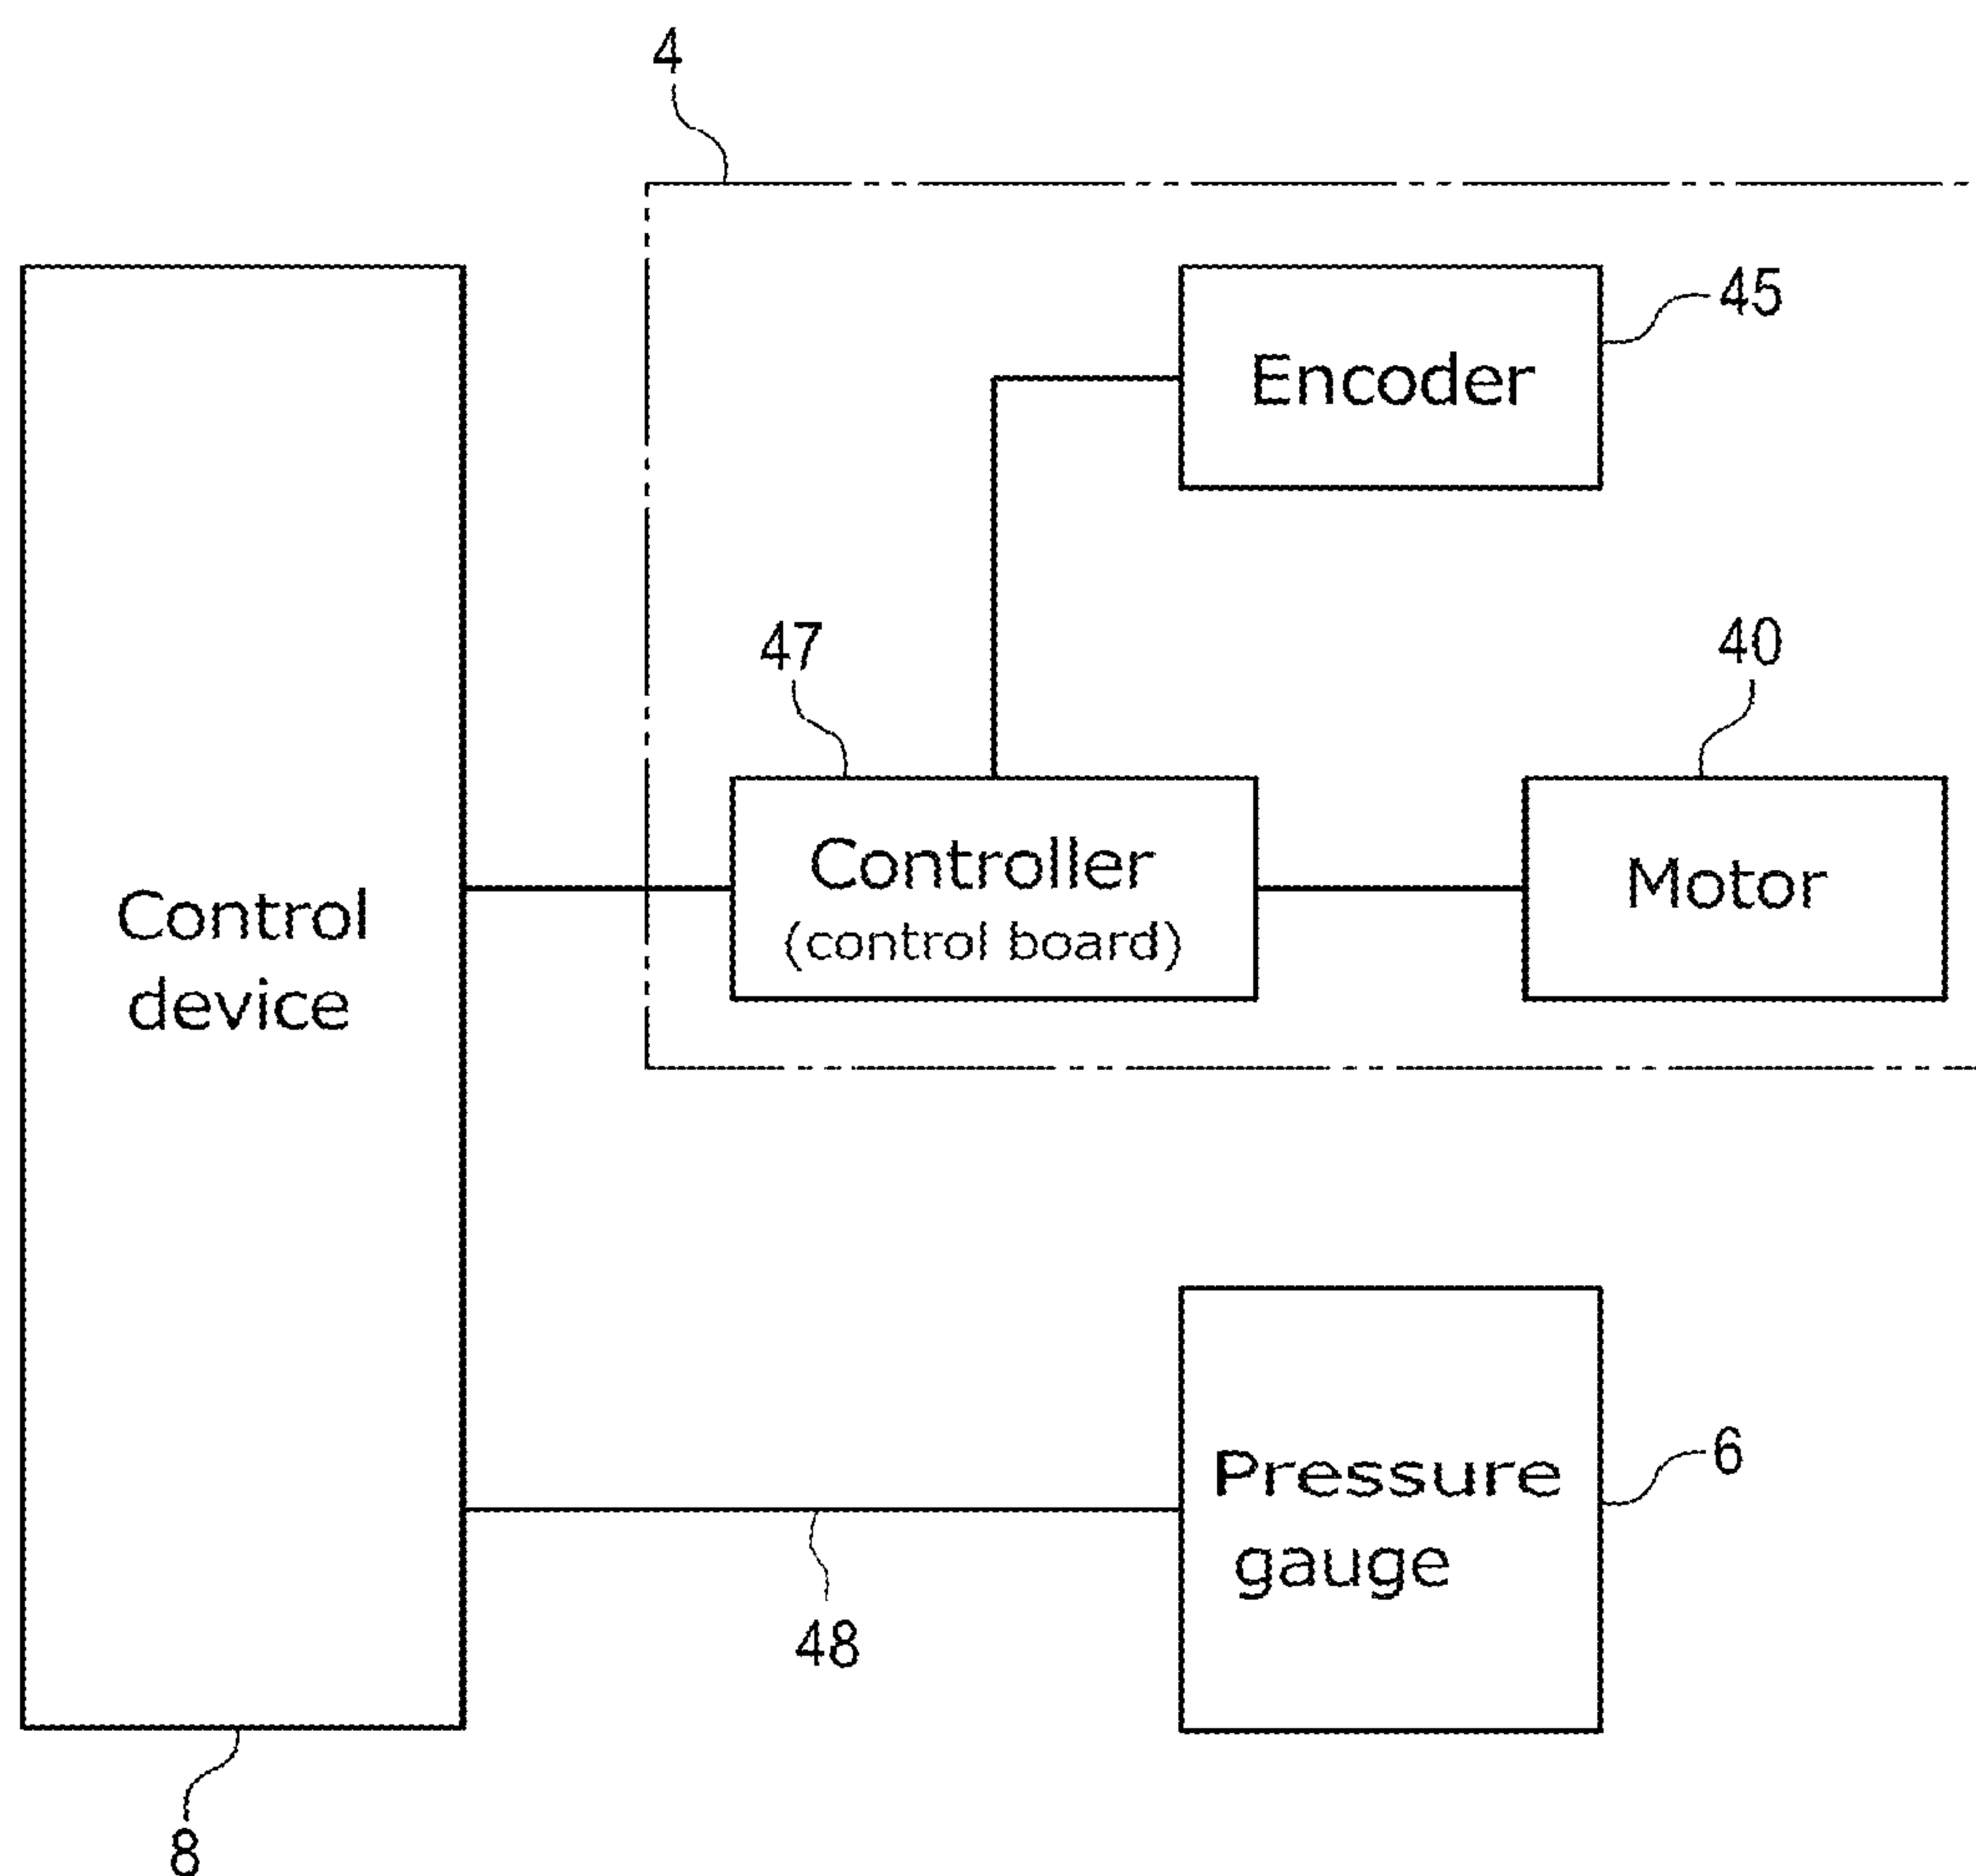 4
45
Encoder
47
40
Controller
(control board)
Motor
Control
device
Pressure
gauge
6
48
8